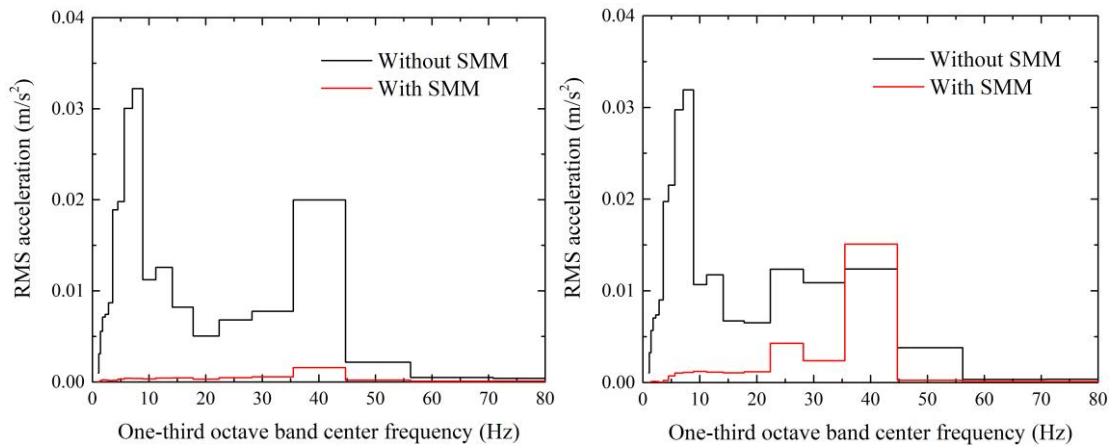 0.04
0.03
0.02
0.01
0.00
RMS acceleration (m/s²)
Without SMM
With SMM
0 10 20 30 40 50 60 70 80
One-third octave band center frequency (Hz)
0.04
0.03
0.02
0.01
0.00
RMS acceleration (m/s²)
Without SMM
With SMM
0 10 20 30 40 50 60 70 80
One-third octave band center frequency (Hz)